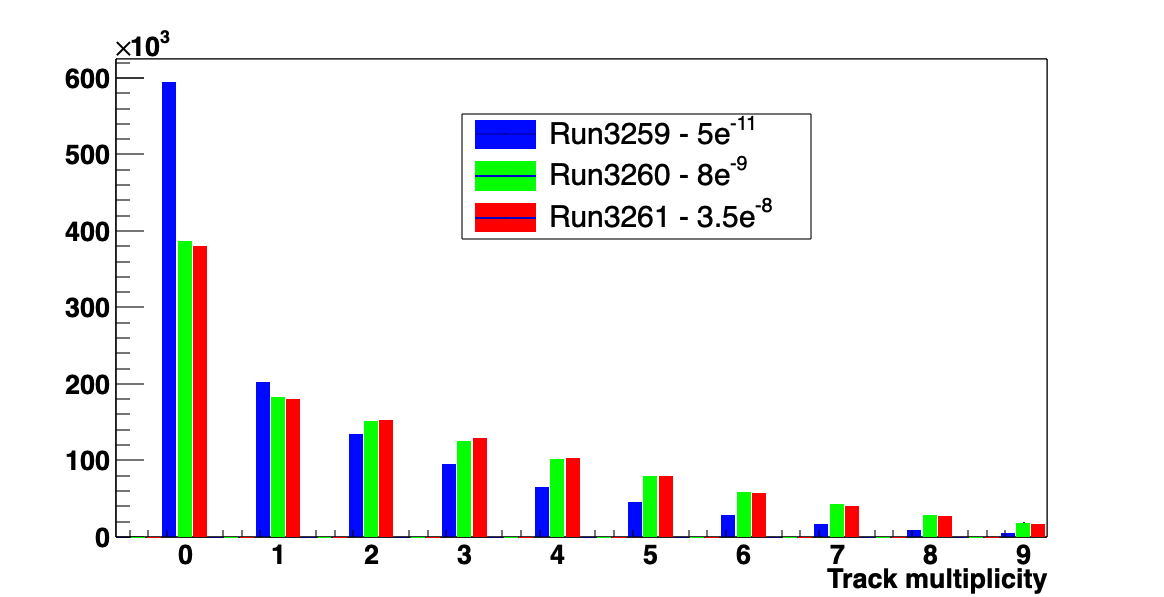 ×10³
600
500
400
300
200
100
0
Run3259 - 5e⁻¹¹
Run3260 - 8e⁻⁹
Run3261 - 3.5e⁻⁸
0 1 2 3 4 5 6 7 8 9
Track multiplicity